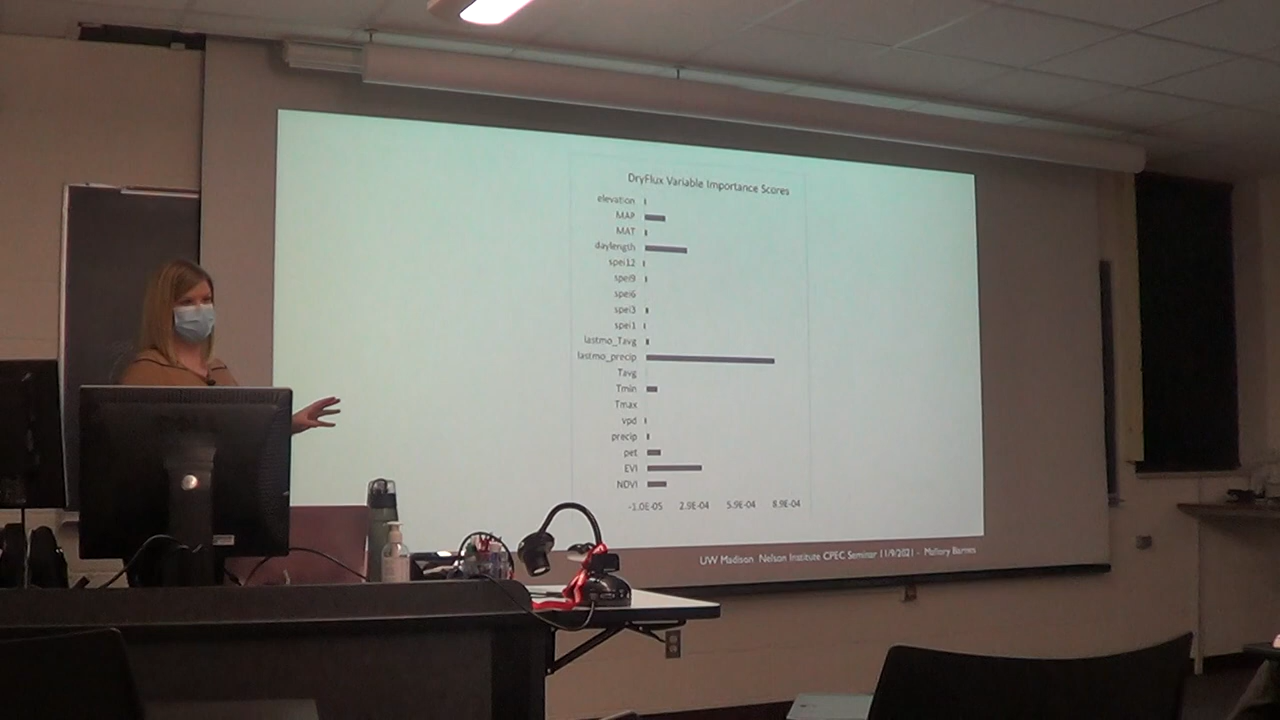 DryFlux Variable Importance Scores
elevation
MAP
MAT
daylength
spei12
spei9
spei6
spei3
spei1
lastmo_Tavg
lastmo_precip
Tavg
Tmin
Tmax
vpd
precip
pet
EVI
NDVI
-1.0E-05 2.9E-04 5.9E-04 8.9E-04
UW Madison Nelson Institute CPEC Seminar 11/9/2021 - Mallory Barnes